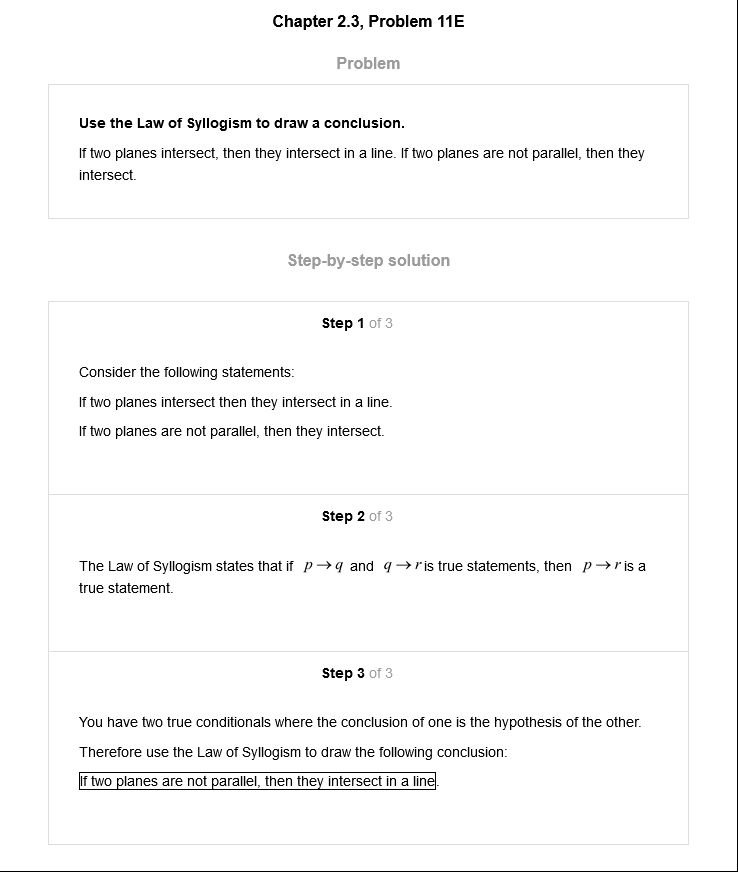 Chapter 2.3, Problem 11E
Problem
Use the Law of Syllogism to draw a conclusion.
If two planes intersect, then they intersect in a line. If two planes are not parallel, then they
intersect.
Step-by-step solution
Step 1 of 3
Consider the following statements:
If two planes intersect then they intersect in a line.
If two planes are not parallel, then they intersect.
Step 2 of 3
The Law of Syllogism states that if p→q and q→r is true statements, then p→r is a
true statement.
Step 3 of 3
You have two true conditionals where the conclusion of one is the hypothesis of the other.
Therefore use the Law of Syllogism to draw the following conclusion:
If two planes are not parallel, then they intersect in a line.